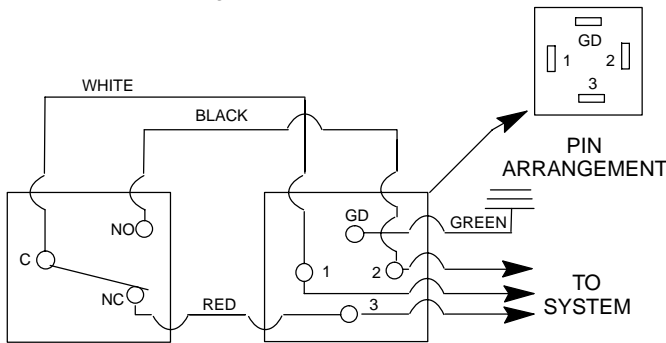 GD
1
2
3
WHITE
BLACK
PIN
ARRANGEMENT
NO
GD
GREEN
C
1
2
NC
RED
3
TO
SYSTEM